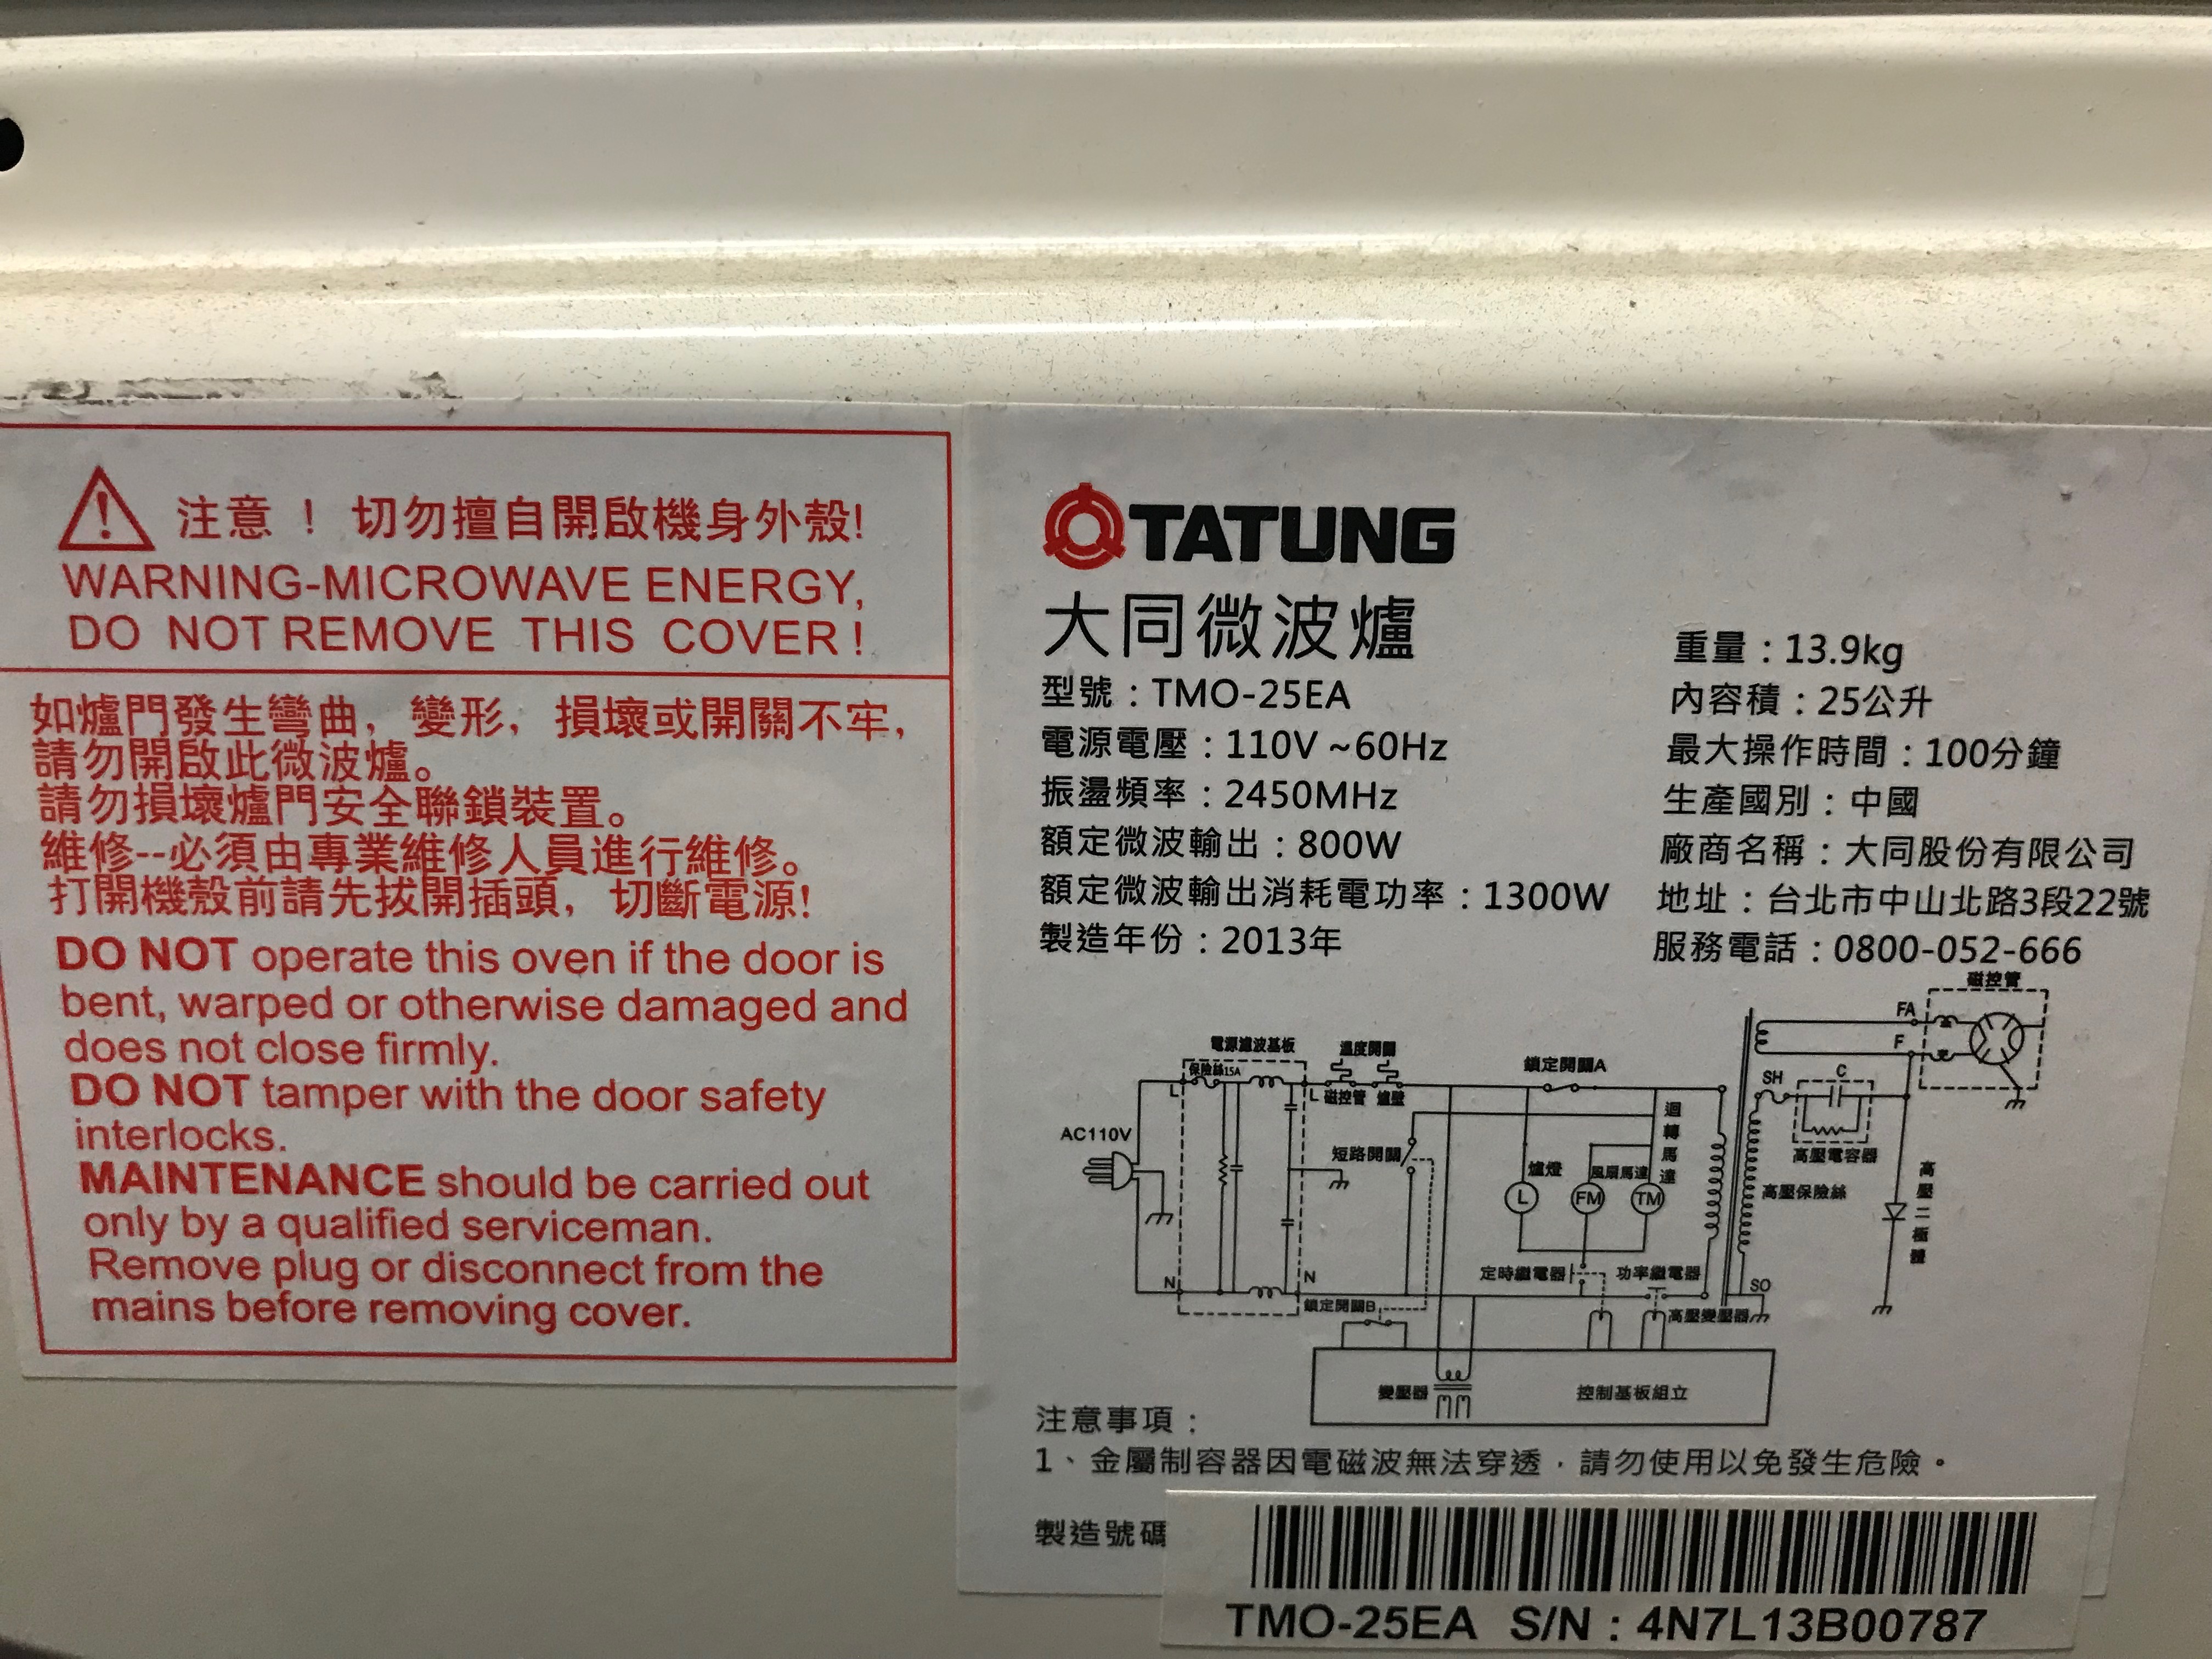 注意！切勿擅自開啟機身外殼!
WARNING-MICROWAVE ENERGY,
DO NOT REMOVE THIS COVER!
如爐門發生彎曲，變形，損壞或開關不牢，
請勿開啟此微波爐。
請勿損壞爐門安全聯鎖裝置。
維修--必須由專業維修人員進行維修。
打開機殼前請先拔開插頭，切斷電源!
DO NOT operate this oven if the door is
bent, warped or otherwise damaged and
does not close firmly.
DO NOT tamper with the door safety
interlocks.
MAINTENANCE should be carried out
only by a qualified serviceman.
Remove plug or disconnect from the
mains before removing cover.
TATUNG
大同微波爐
型號：TMO-25EA
電源電壓：110V ~60Hz
振盪頻率：2450MHz
額定微波輸出：800W
額定微波輸出消耗電功率：1300W
製造年份：2013年
重量：13.9kg
內容積：25公升
最大操作時間：100分鐘
生產國別：中國
廠商名稱：大同股份有限公司
地址：台北市中山北路3段22號
服務電話：0800-052-666
磁控管
FA
F
電源濾波基板
溫度開關
保險絲15A
L
L
磁控管
爐壁
鎖定開關A
SH
C
AC110V
短路開關
迴轉馬達
爐燈
風扇馬達
L
FM
TM
高壓電容器
高壓保險絲
高壓二極體
定時繼電器
功率繼電器
N
N
鎖定開關B
SO
高壓變壓器
變壓器
控制基板組立
注意事項：
1、金屬制容器因電磁波無法穿透，請勿使用以免發生危險。
製造號碼
TMO-25EA S/N：4N7L13B00787